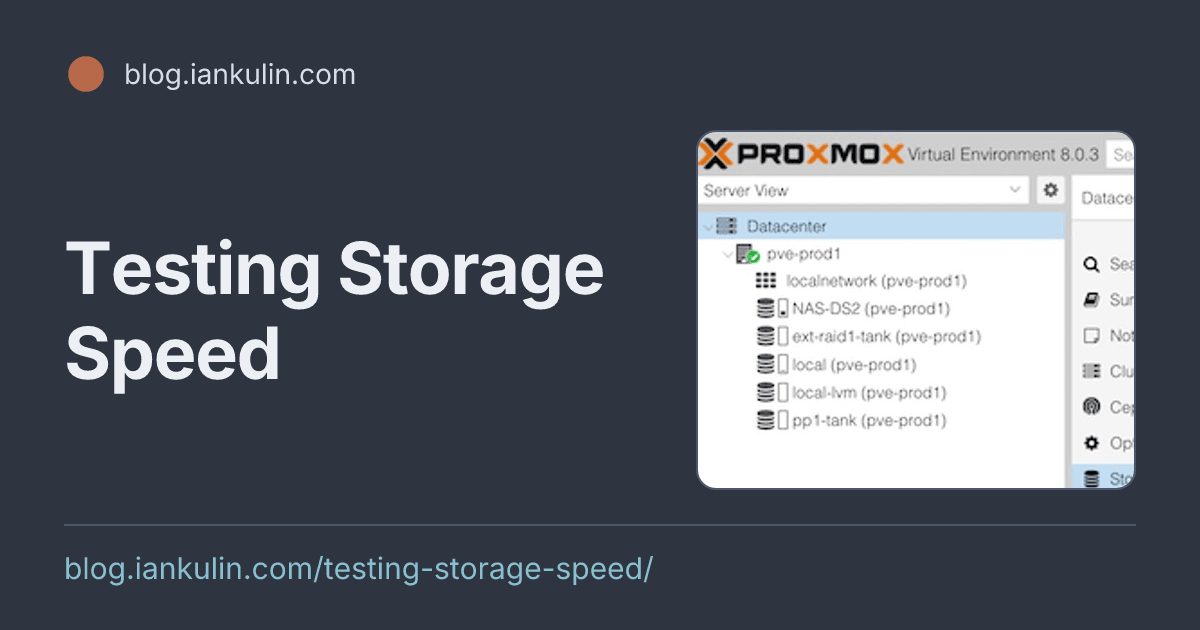 blog.iankulin.com
Testing Storage
Speed
PROXMOX Virtual Environment 8.0.3
Server View
Datacenter
pve-prod1
localnetwork (pve-prod1)
NAS-DS2 (pve-prod1)
ext-raid1-tank (pve-prod1)
local (pve-prod1)
local-lvm (pve-prod1)
pp1-tank (pve-prod1)
blog.iankulin.com/testing-storage-speed/